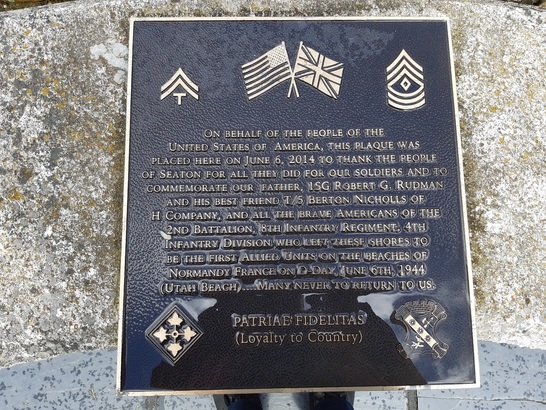 ON BEHALF OF THE PEOPLE OF THE
UNITED STATES OF AMERICA, THIS PLAQUE WAS
PLACED HERE ON JUNE 6, 2014 TO THANK THE PEOPLE
OF SEATON FOR ALL THEY DID FOR OUR SOLDIERS AND TO
COMMEMORATE OUR FATHER, 1SG ROBERT G. RUDMAN
AND HIS BEST FRIEND T/5 BERTON NICHOLLS OF
H COMPANY, AND ALL THE BRAVE AMERICANS OF THE
2ND BATTALION, 8TH INFANTRY REGIMENT, 4TH
INFANTRY DIVISION WHO LEFT THESE SHORES TO
BE THE FIRST ALLIED UNITS ON THE BEACHES OF
NORMANDY FRANCE ON D-DAY, JUNE 6TH, 1944
(UTAH BEACH)....MANY NEVER TO RETURN TO US.
PATRIAE FIDELITAS
(Loyalty to Country)